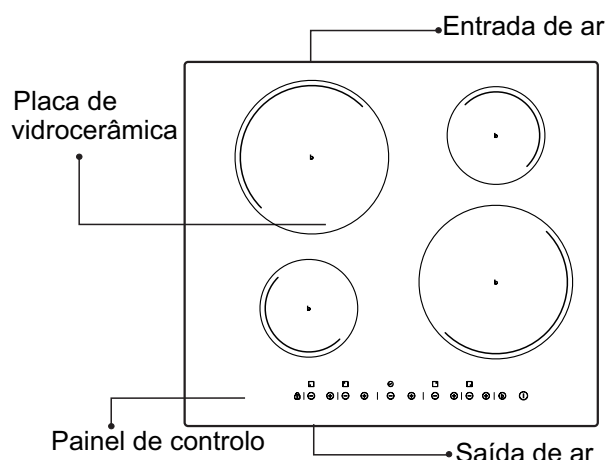 Entrada de ar
Placa de
vidrocerâmica
Painel de controlo
Saída de ar